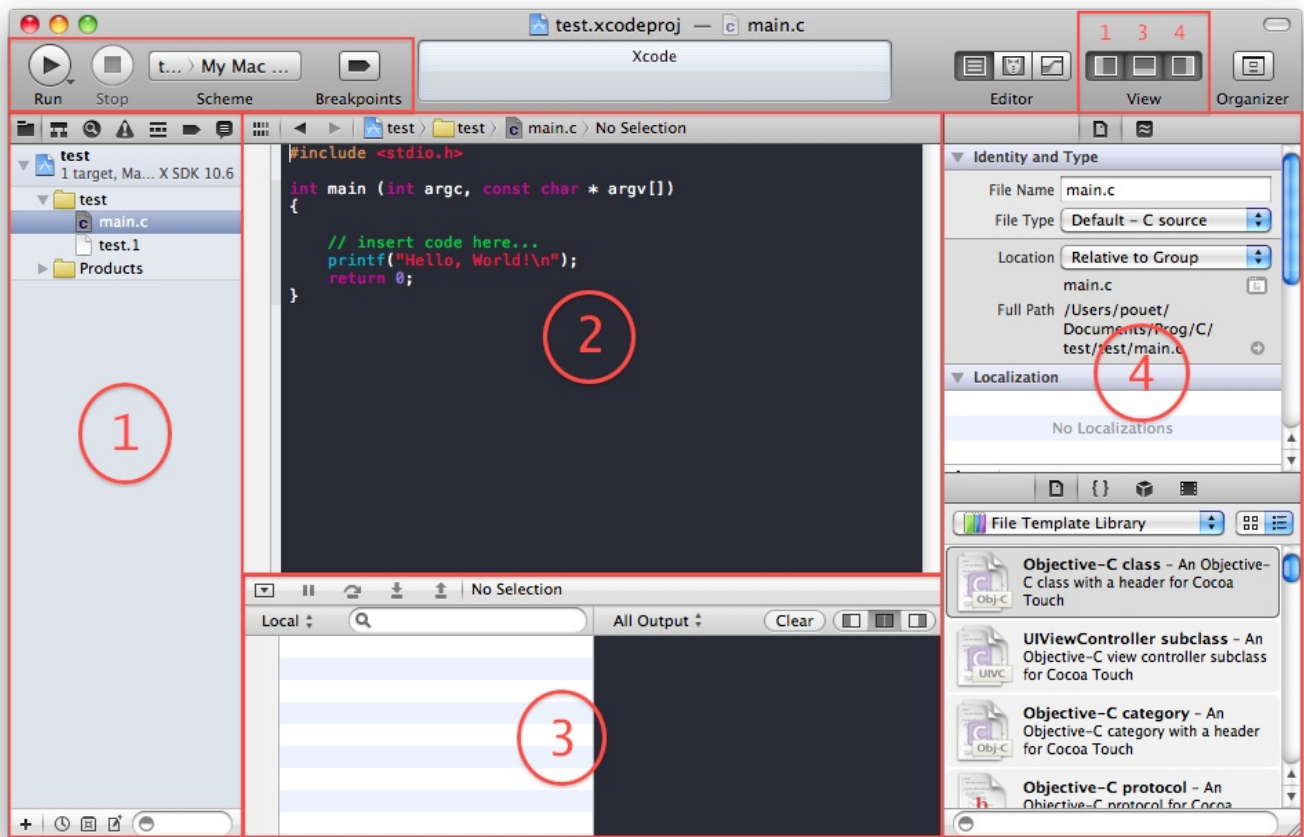 test.xcodeproj — main.c
1 3 4
t... › My Mac ...
Xcode
Run Stop Scheme Breakpoints Editor View Organizer
test › test › main.c › No Selection
test
1 target, Ma... X SDK 10.6
test
main.c
test.1
Products
1
#include <stdio.h>
int main (int argc, const char * argv[])
{
// insert code here...
printf("Hello, World!\n");
return 0;
}
2
No Selection
Local
All Output
Clear
3
Identity and Type
File Name main.c
File Type Default – C source
Location Relative to Group
main.c
Full Path /Users/pouet/
Documents/Prog/C/
test/test/main.c
4
Localization
No Localizations
{}
File Template Library
Objective-C class – An Objective-
C class with a header for Cocoa
Touch
Obj-C
UIViewController subclass – An
Objective-C view controller subclass
for Cocoa Touch
UIVC
Objective-C category – An
Objective-C category with a header
for Cocoa Touch
Obj-C
Objective-C protocol – An
Objective-C protocol for Cocoa
h